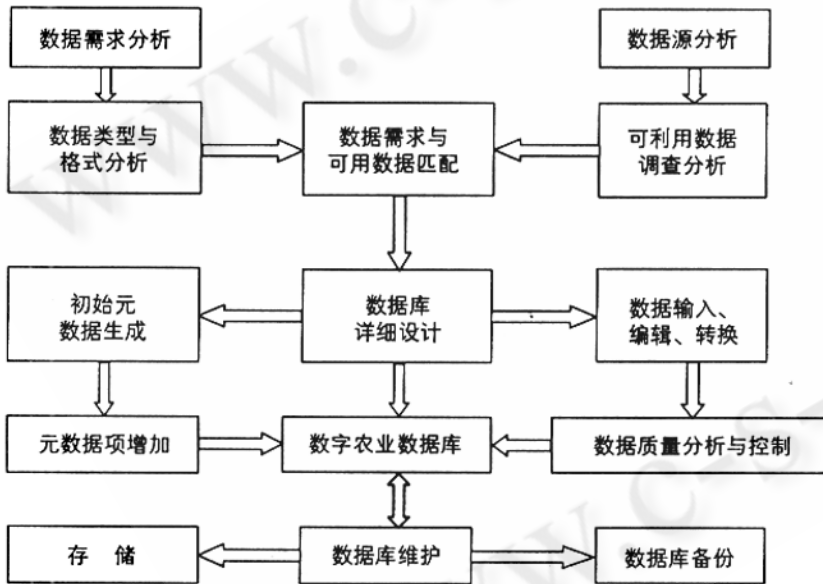 数据需求分析
数据源分析
数据类型与
格式分析
数据需求与
可用数据匹配
可利用数据
调查分析
初始元
数据生成
数据库
详细设计
数据输入、
编辑、转换
元数据项增加
数字农业数据库
数据质量分析与控制
存 储
数据库维护
数据库备份
www.c-s-